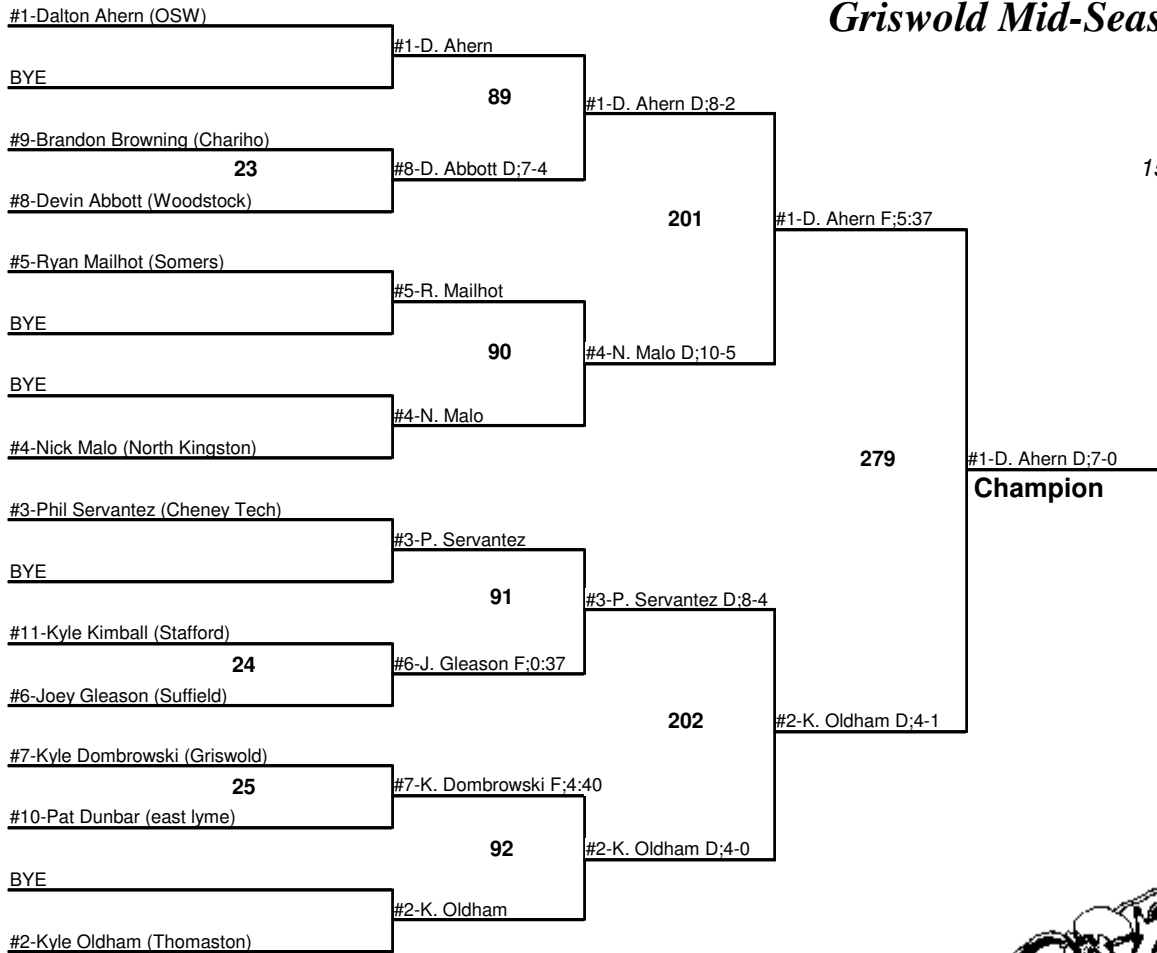 #1-Dalton Ahern (OSW)
Griswold Mid-Seas
#1-D. Ahern
BYE
89
#1-D. Ahern D;8-2
#9-Brandon Browning (Chariho)
23
#8-D. Abbott D;7-4
15
#8-Devin Abbott (Woodstock)
201
#1-D. Ahern F;5:37
#5-Ryan Mailhot (Somers)
#5-R. Mailhot
BYE
90
#4-N. Malo D;10-5
BYE
#4-N. Malo
#4-Nick Malo (North Kingston)
279
#1-D. Ahern D;7-0
Champion
#3-Phil Servantez (Cheney Tech)
#3-P. Servantez
BYE
91
#3-P. Servantez D;8-4
#11-Kyle Kimball (Stafford)
24
#6-J. Gleason F;0:37
#6-Joey Gleason (Suffield)
202
#2-K. Oldham D;4-1
#7-Kyle Dombrowski (Griswold)
25
#7-K. Dombrowski F;4:40
#10-Pat Dunbar (east lyme)
92
#2-K. Oldham D;4-0
BYE
#2-K. Oldham
#2-Kyle Oldham (Thomaston)